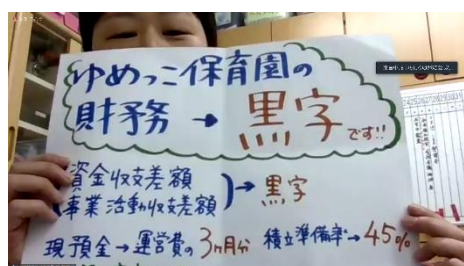 ゆめっこ保育園の
財務 → 黒字です!!
資金収支差額
事業活動収支差額 → 黒字
現預金→運営費の3ヶ月分 積立準備率→45%